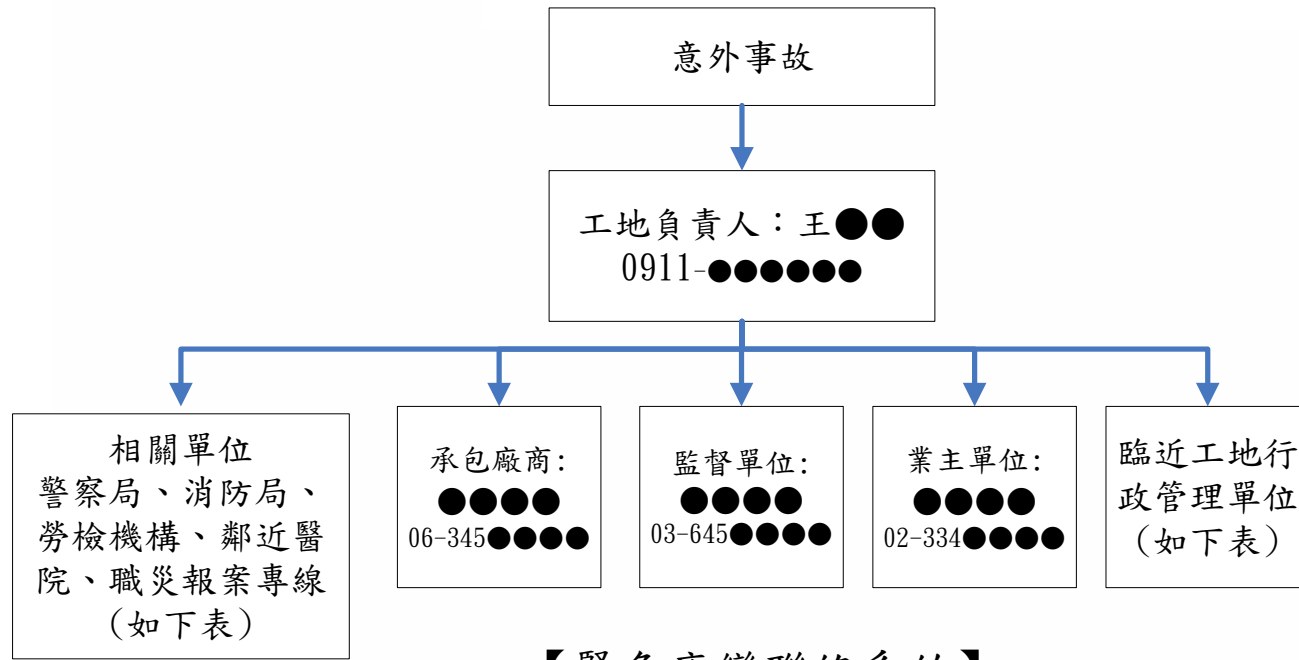 意外事故
工地負責人：王●●
0911-●●●●●●
相關單位
警察局、消防局、
勞檢機構、鄰近醫
院、職災報案專線
(如下表)
承包廠商:
●●●●
06-345●●●●
監督單位:
●●●●
03-645●●●●
業主單位:
●●●●
02-334●●●●
臨近工地行
政管理單位
(如下表)